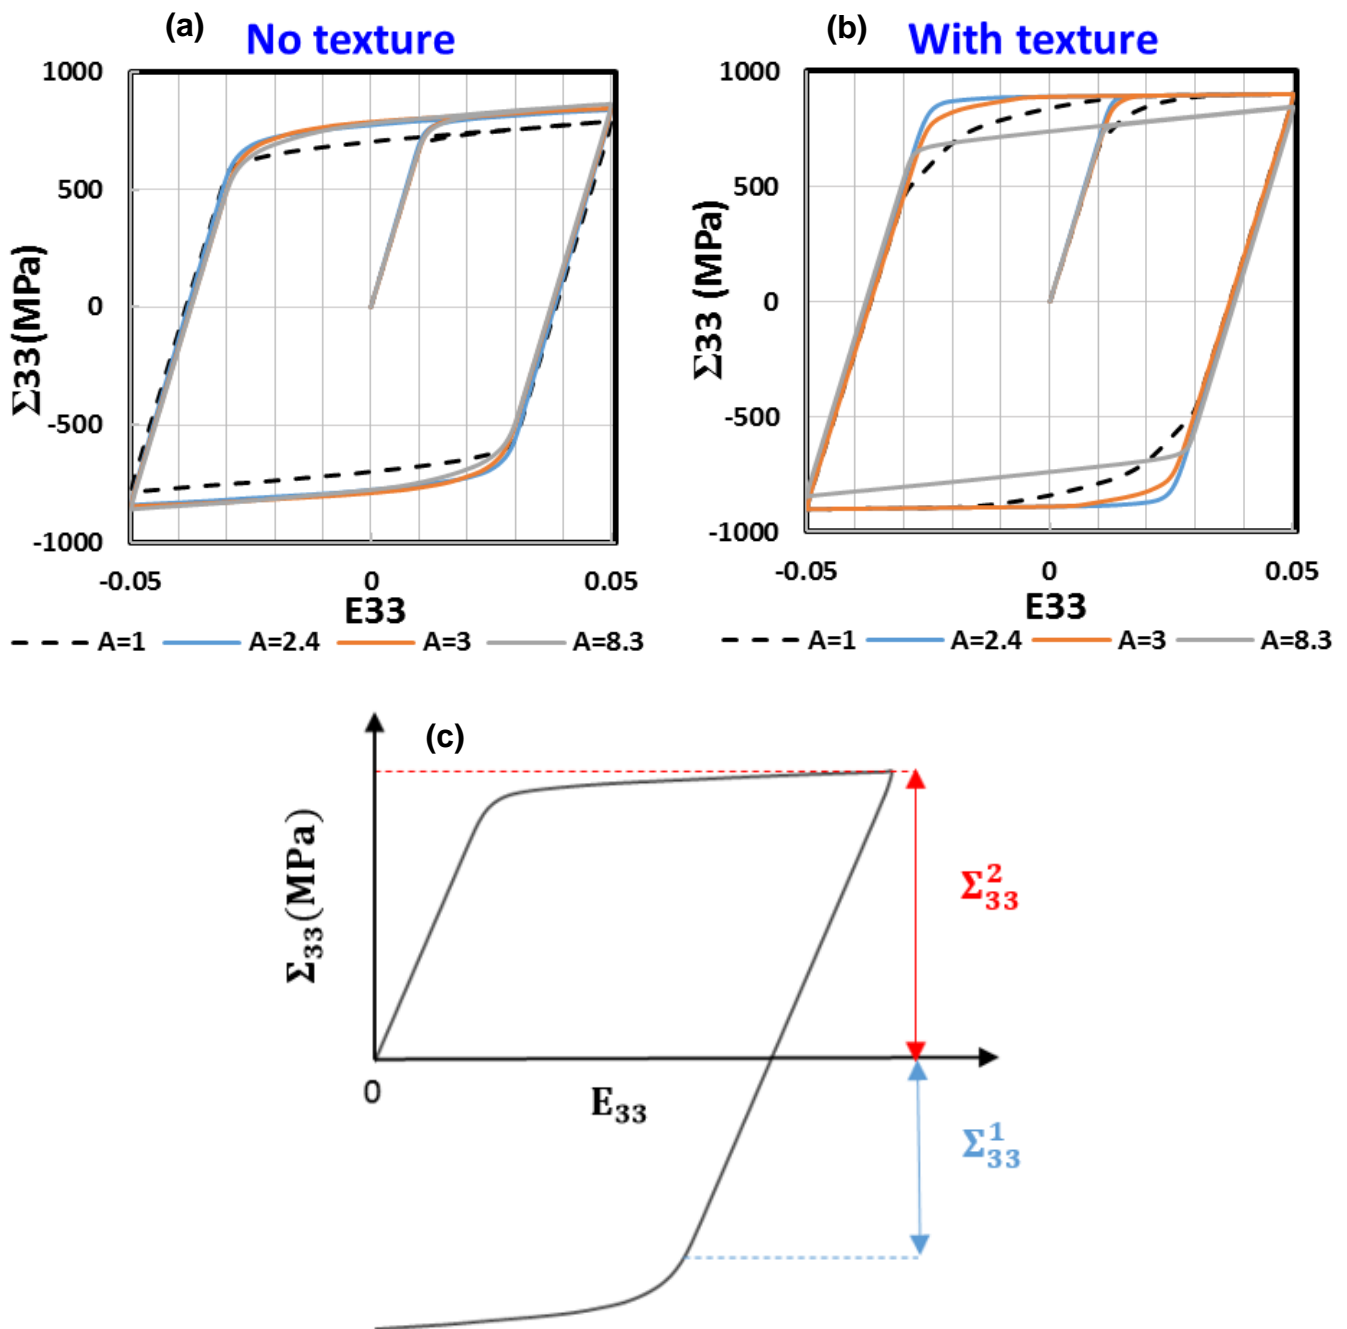 (a) No texture
1000
500
0
-500
-1000
Σ33(MPa)
-0.05 0 0.05
E33
A=1 A=2.4 A=3 A=8.3
(b) With texture
1000
500
0
-500
-1000
Σ33 (MPa)
-0.05 0 0.05
E33
A=1 A=2.4 A=3 A=8.3
(c)
Σ₃₃(MPa)
Σ²₃₃
0
E₃₃
Σ¹₃₃